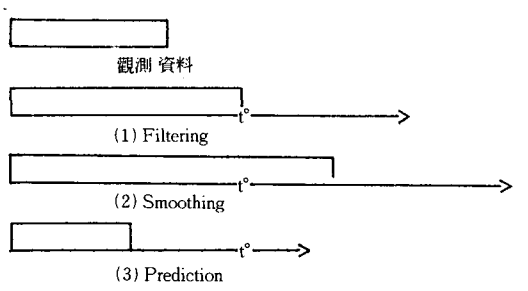 觀測 資料
t°
(1) Filtering
t°
(2) Smoothing
t°
(3) Prediction